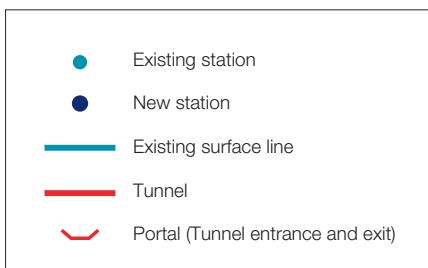 Existing station
New station
Existing surface line
Tunnel
Portal (Tunnel entrance and exit)